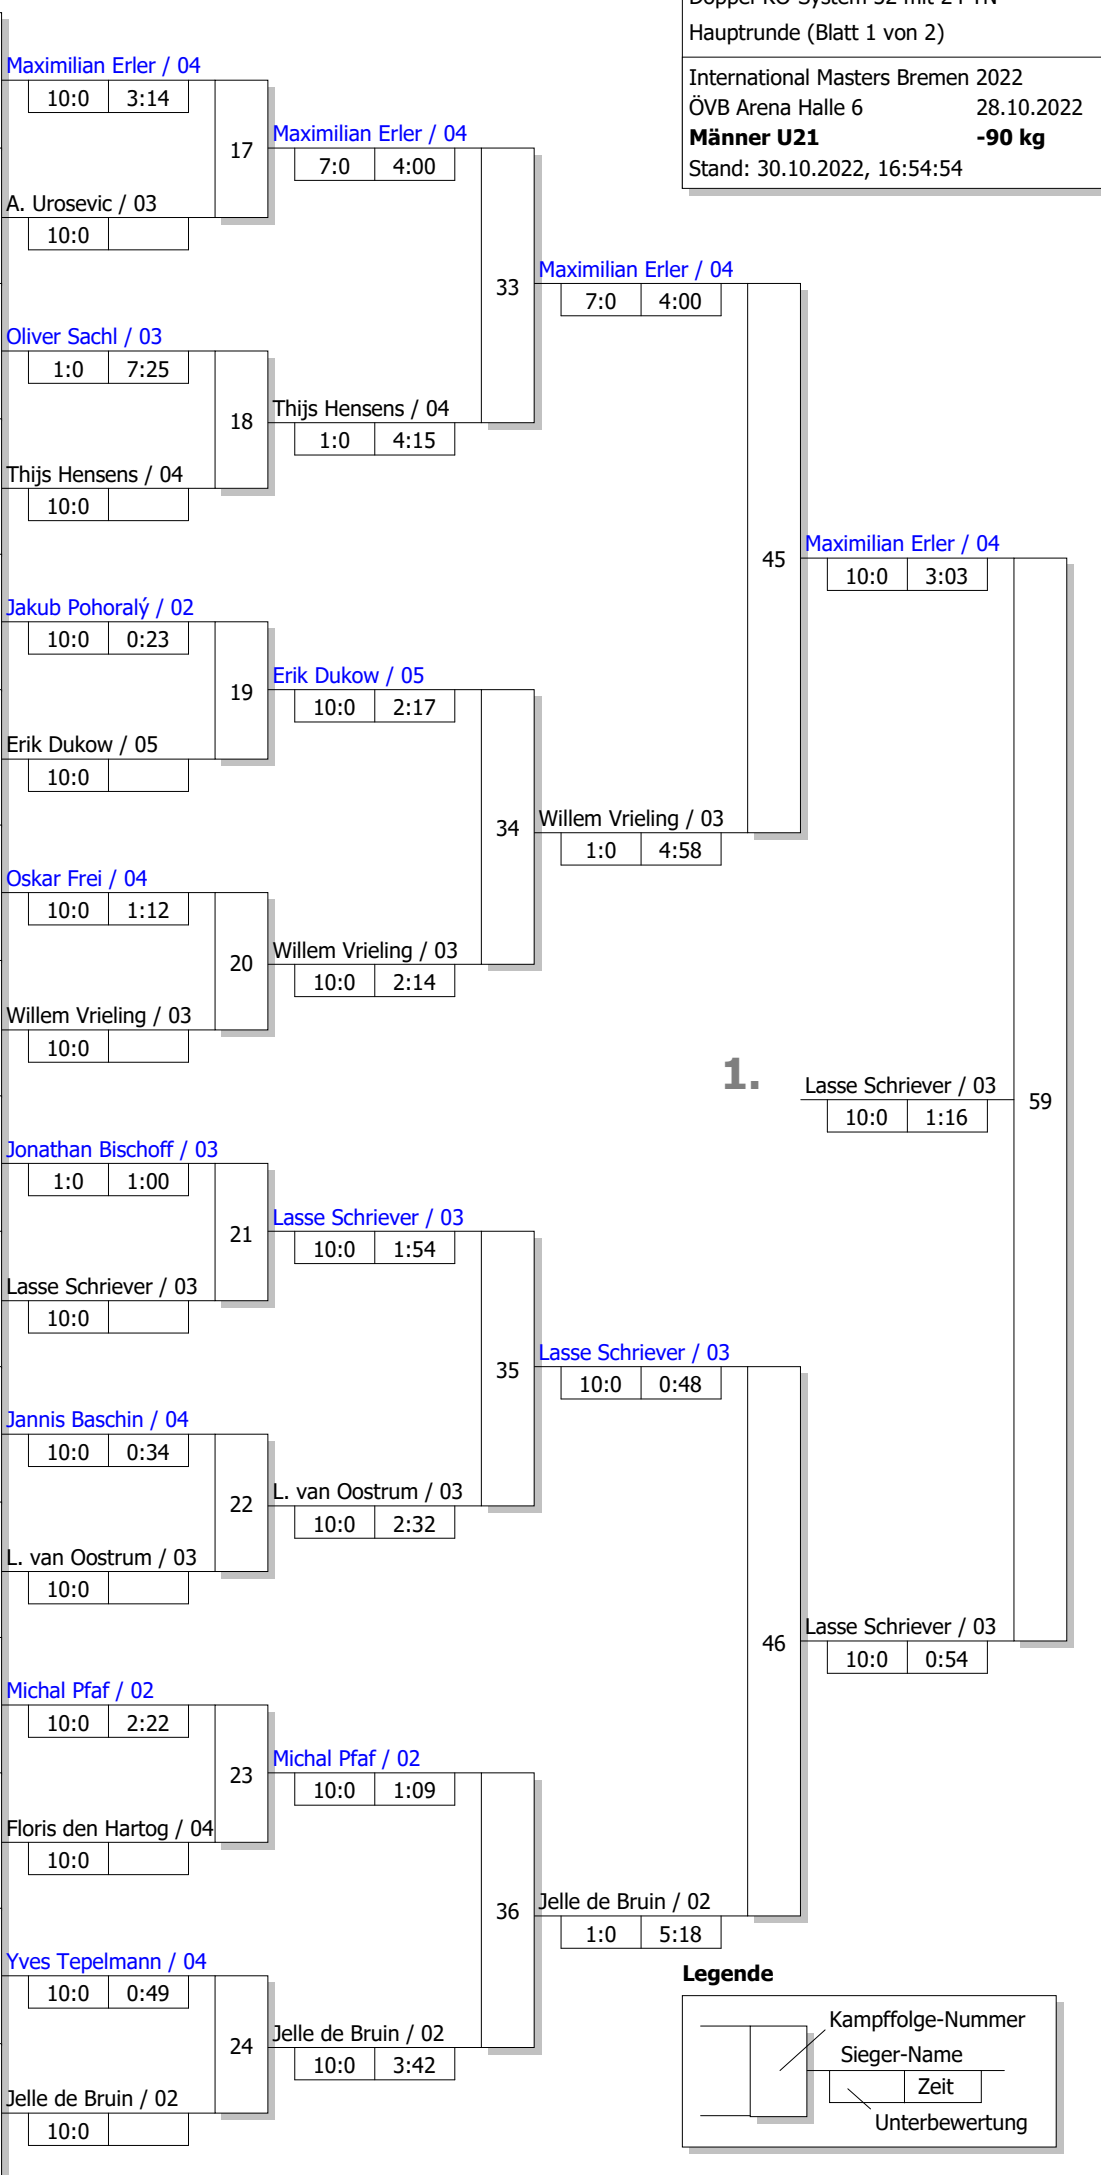 Doppel-KO-System 32 mit 24 TN
Hauptrunde (Blatt 1 von 2)
International Masters Bremen 2022
ÖVB Arena Halle 6 28.10.2022
Männer U21 -90 kg
Stand: 30.10.2022, 16:54:54
Maximilian Erler / 04
10:0 3:14
17
A. Urosevic / 03
10:0
Oliver Sachl / 03
1:0 7:25
18
Thijs Hensens / 04
10:0
Jakub Pohoralý / 02
10:0 0:23
19
Erik Dukow / 05
10:0
Oskar Frei / 04
10:0 1:12
20
Willem Vrieling / 03
10:0
Jonathan Bischoff / 03
1:0 1:00
21
Lasse Schriever / 03
10:0
Jannis Baschin / 04
10:0 0:34
22
L. van Oostrum / 03
10:0
Michal Pfaf / 02
10:0 2:22
23
Floris den Hartog / 04
10:0
Yves Tepelmann / 04
10:0 0:49
24
Jelle de Bruin / 02
10:0
Maximilian Erler / 04
7:0 4:00
33
Thijs Hensens / 04
1:0 4:15
Erik Dukow / 05
10:0 2:17
34
Willem Vrieling / 03
10:0 2:14
Lasse Schriever / 03
10:0 1:54
35
L. van Oostrum / 03
10:0 2:32
Michal Pfaf / 02
10:0 1:09
36
Jelle de Bruin / 02
10:0 3:42
Maximilian Erler / 04
7:0 4:00
45
Willem Vrieling / 03
1:0 4:58
Lasse Schriever / 03
10:0 0:48
46
Jelle de Bruin / 02
1:0 5:18
Maximilian Erler / 04
10:0 3:03
1.
Lasse Schriever / 03
10:0 1:16
59
Lasse Schriever / 03
10:0 0:54
Legende
Kampffolge-Nummer
Sieger-Name
Zeit
Unterbewertung